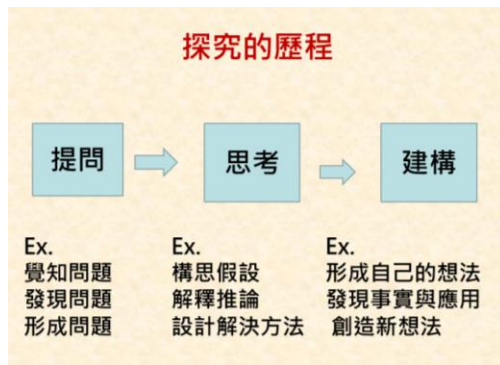 探究的歷程
提問
思考
建構
Ex.
覺知問題
發現問題
形成問題
Ex.
構思假設
解釋推論
設計解決方法
Ex.
形成自己的想法
發現事實與應用
創造新想法